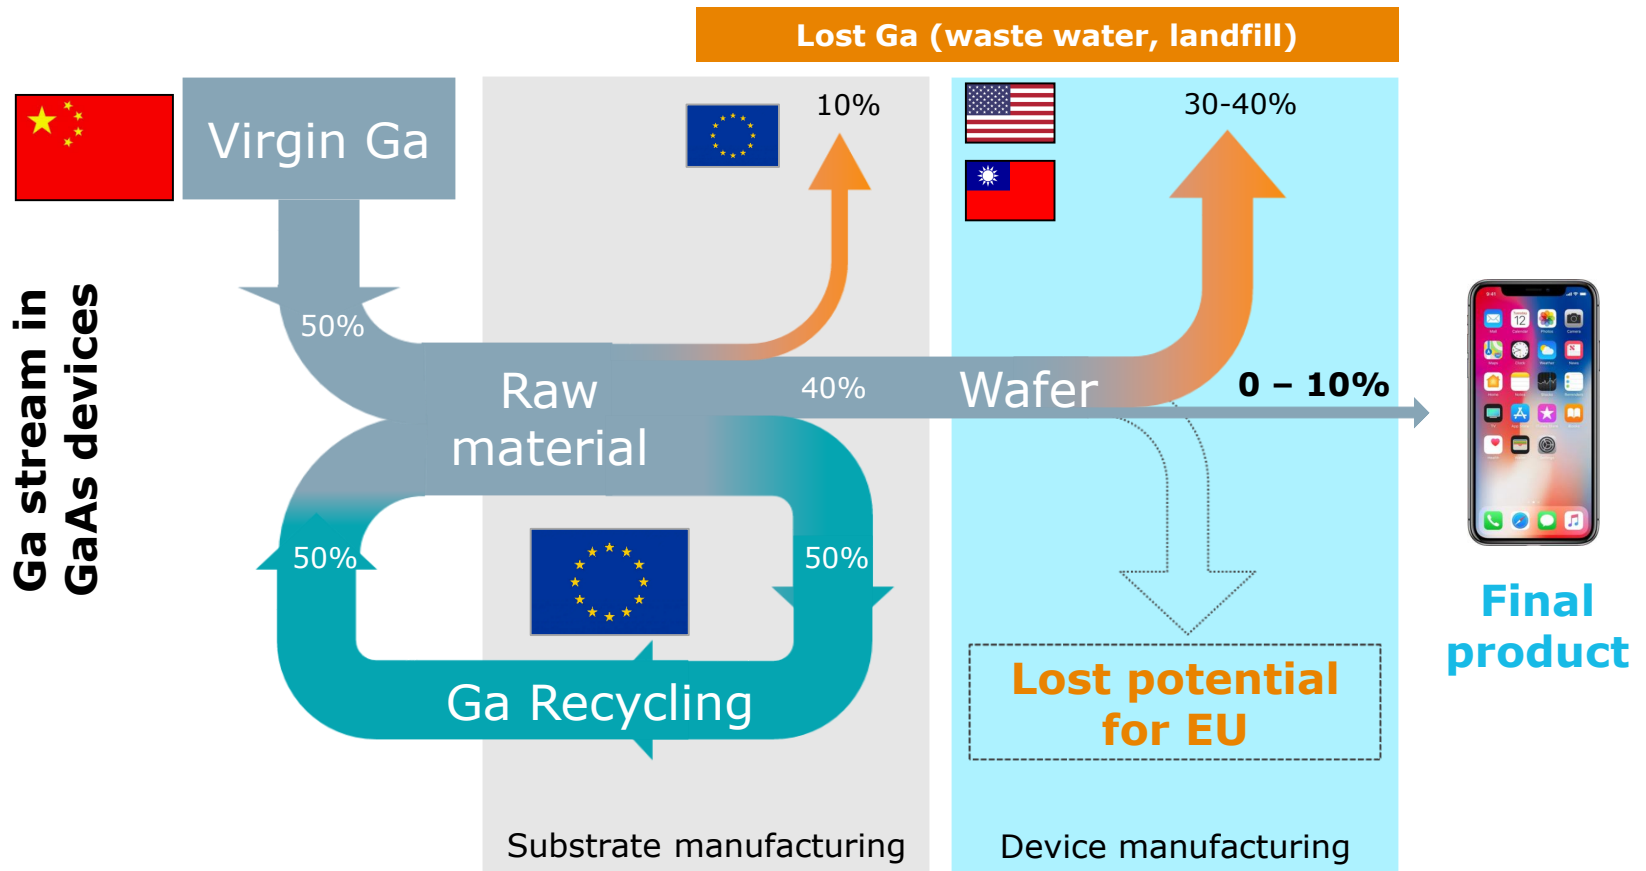 Lost Ga (waste water, landfill)
Virgin Ga
10%
30-40%
Ga stream in
GaAs devices
50%
Raw
material
40%
Wafer
0 – 10%
50%
50%
Ga Recycling
Lost potential
for EU
Final
product
Substrate manufacturing
Device manufacturing